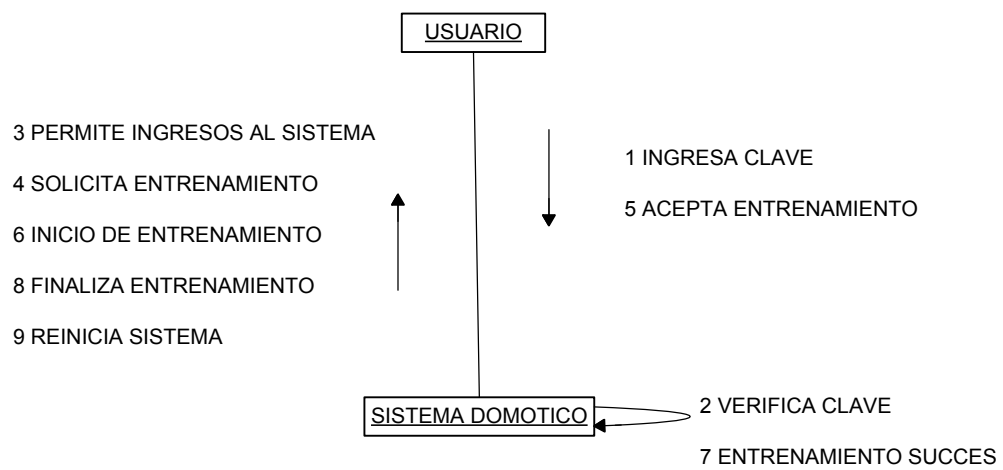 USUARIO
3 PERMITE INGRESOS AL SISTEMA
4 SOLICITA ENTRENAMIENTO
6 INICIO DE ENTRENAMIENTO
8 FINALIZA ENTRENAMIENTO
9 REINICIA SISTEMA
1 INGRESA CLAVE
5 ACEPTA ENTRENAMIENTO
SISTEMA DOMOTICO
2 VERIFICA CLAVE
7 ENTRENAMIENTO SUCCES